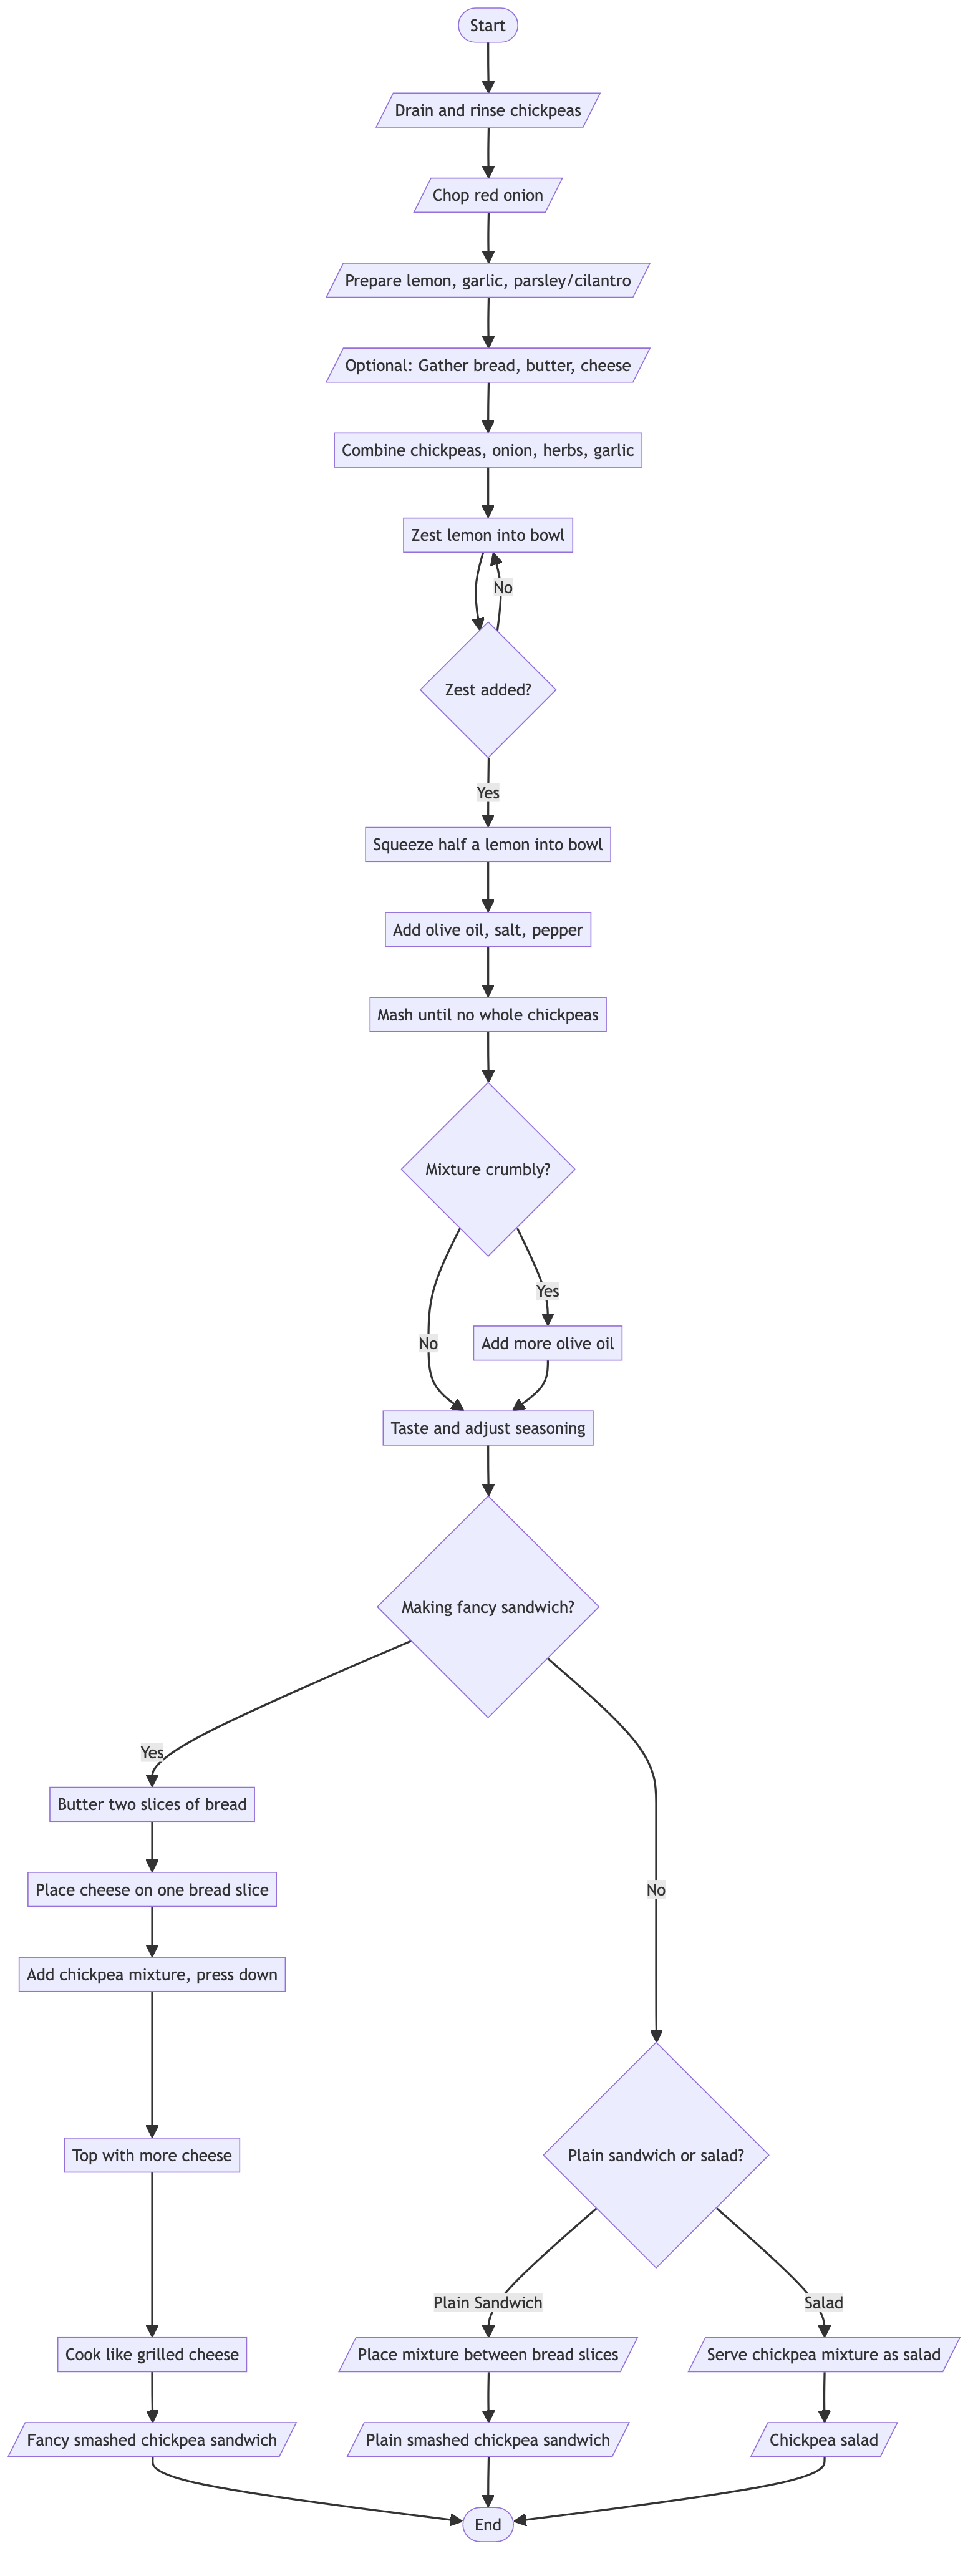 Start
Drain and rinse chickpeas
Chop red onion
Prepare lemon, garlic, parsley/cilantro
Optional: Gather bread, butter, cheese
Combine chickpeas, onion, herbs, garlic
Zest lemon into bowl
No
Zest added?
Yes
Squeeze half a lemon into bowl
Add olive oil, salt, pepper
Mash until no whole chickpeas
Mixture crumbly?
Yes
No
Add more olive oil
Taste and adjust seasoning
Making fancy sandwich?
Yes
Butter two slices of bread
Place cheese on one bread slice
No
Add chickpea mixture, press down
Top with more cheese
Plain sandwich or salad?
Plain Sandwich
Salad
Cook like grilled cheese
Place mixture between bread slices
Serve chickpea mixture as salad
Fancy smashed chickpea sandwich
Plain smashed chickpea sandwich
Chickpea salad
End